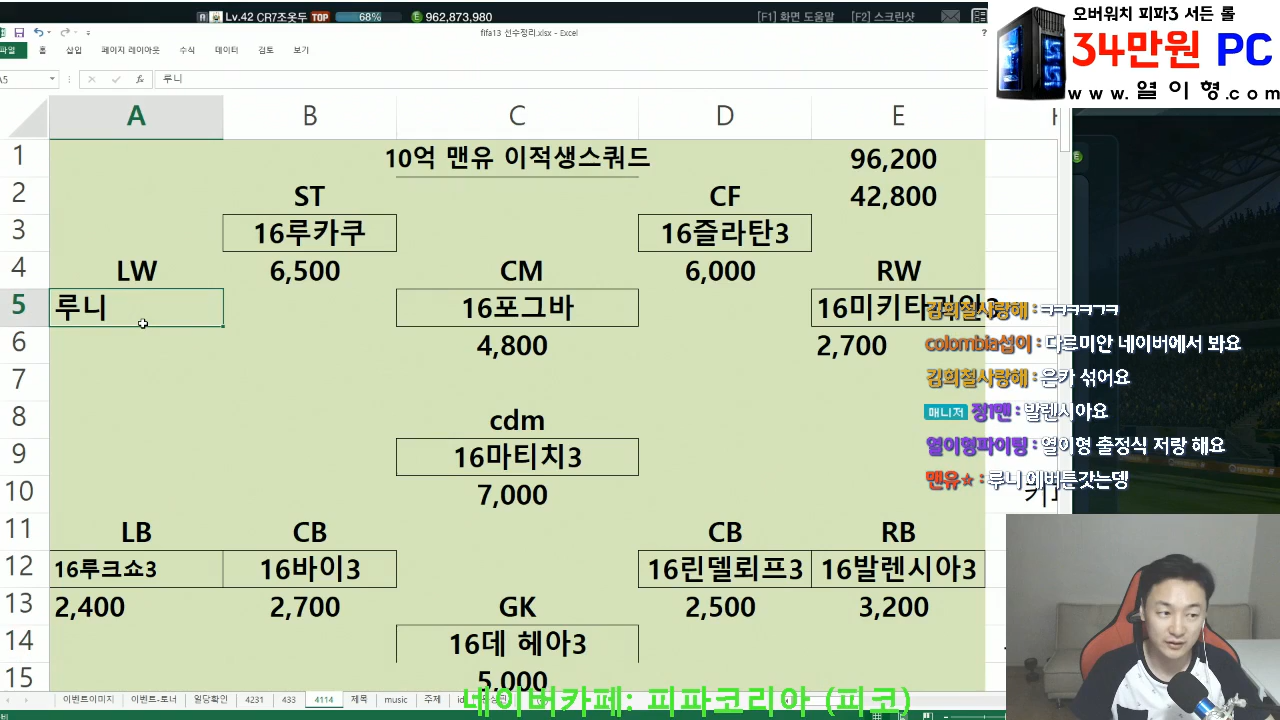 Lv.42 CR7조옷두 TOP 68% E 962,873,980 [F1] 화면 도움말 [F2] 스크린샷
fifa13 선수정리.xlsx - Excel
파일 홈 삽입 페이지 레이아웃 수식 데이터 검토 보기
A5 fx 루니
오버워치 피파3 서든 롤
34만원 PC
www.열이형.com
A B C D E
1 10억 맨유 이적생스쿼드 96,200
2 ST CF 42,800
3 16루카쿠 16즐라탄3
4 LW 6,500 CM 6,000 RW
5 루니 16포그바
6 4,800 2,700
7
8 cdm
9 16마티치3
10 7,000
11 LB CB CB RB
12 16루크쇼3 16바이3 16린델뢰프3 16발렌시아3
13 2,400 2,700 GK 2,500 3,200
14 16데 헤아3
15 5,000
김희철사랑해 : ㅋㅋㅋㅋㄱㅋ
colombia섭이 : 다르미안 네이버에서 봐요
김희철사랑해 : 은카 섞어요
매니저 장1맨 : 발렌시아요
열이형파이팅 : 열이형 출정식 저랑 해요
맨유☆ : 루니 에버튼갓는뎅
이벤트이미지 이벤트-토너 일당확인 4231 433 4114 제목 music 주제
네이버카페: 피파코리아 (피코)